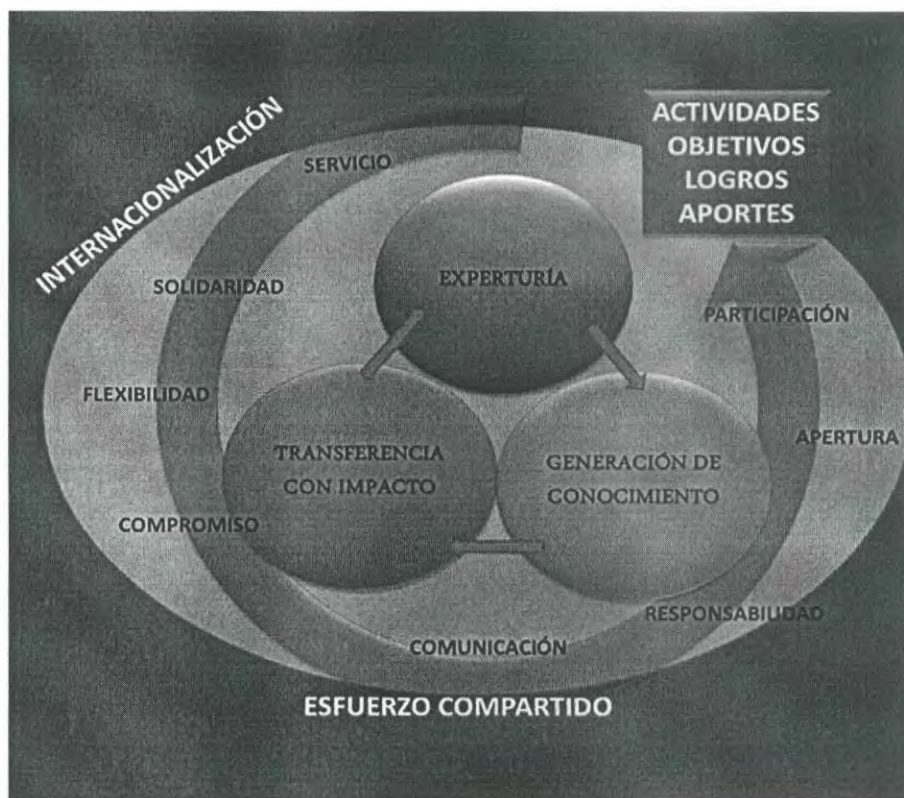 INTERNACIONALIZACIÓN
ACTIVIDADES
OBJETIVOS
LOGROS
APORTES
SERVICIO
SOLIDARIDAD
FLEXIBILIDAD
COMPROMISO
COMUNICACIÓN
RESPONSABILIDAD
APERTURA
PARTICIPACIÓN
EXPERTURÍA
TRANSFERENCIA
CON IMPACTO
GENERACIÓN DE
CONOCIMIENTO
ESFUERZO COMPARTIDO